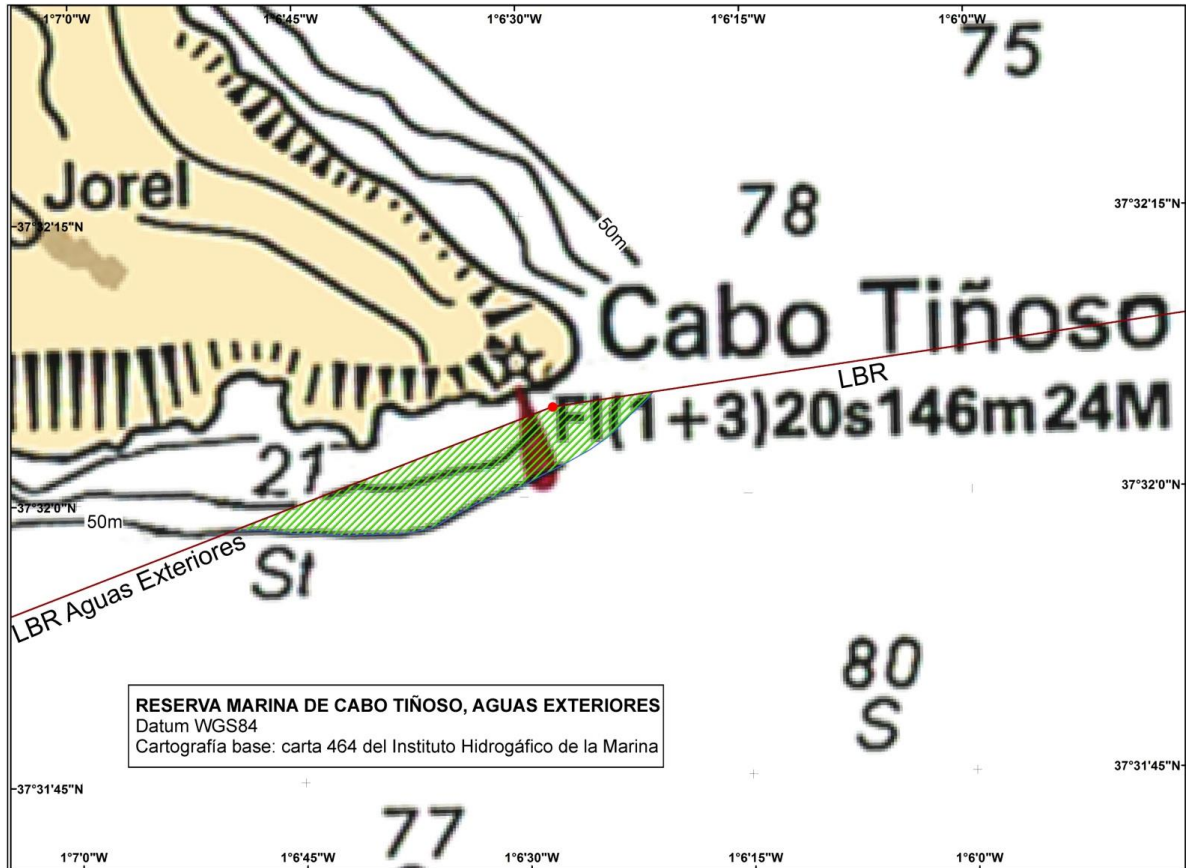 1°7'0"W
1°6'45"W
1°6'30"W
1°6'15"W
1°6'0"W
75
Jorel
78
37°32'15"N
37°32'15"N
50m
Cabo Tiñoso
LBR
Fl(1+3)20s146m24M
21
37°32'0"N
37°32'0"N
50m
St
LBR Aguas Exteriores
80
S
RESERVA MARINA DE CABO TIÑOSO, AGUAS EXTERIORES
Datum WGS84
Cartografía base: carta 464 del Instituto Hidrogáfico de la Marina
37°31'45"N
37°31'45"N
77
1°7'0"W
1°6'45"W
1°6'30"W
1°6'15"W
1°6'0"W